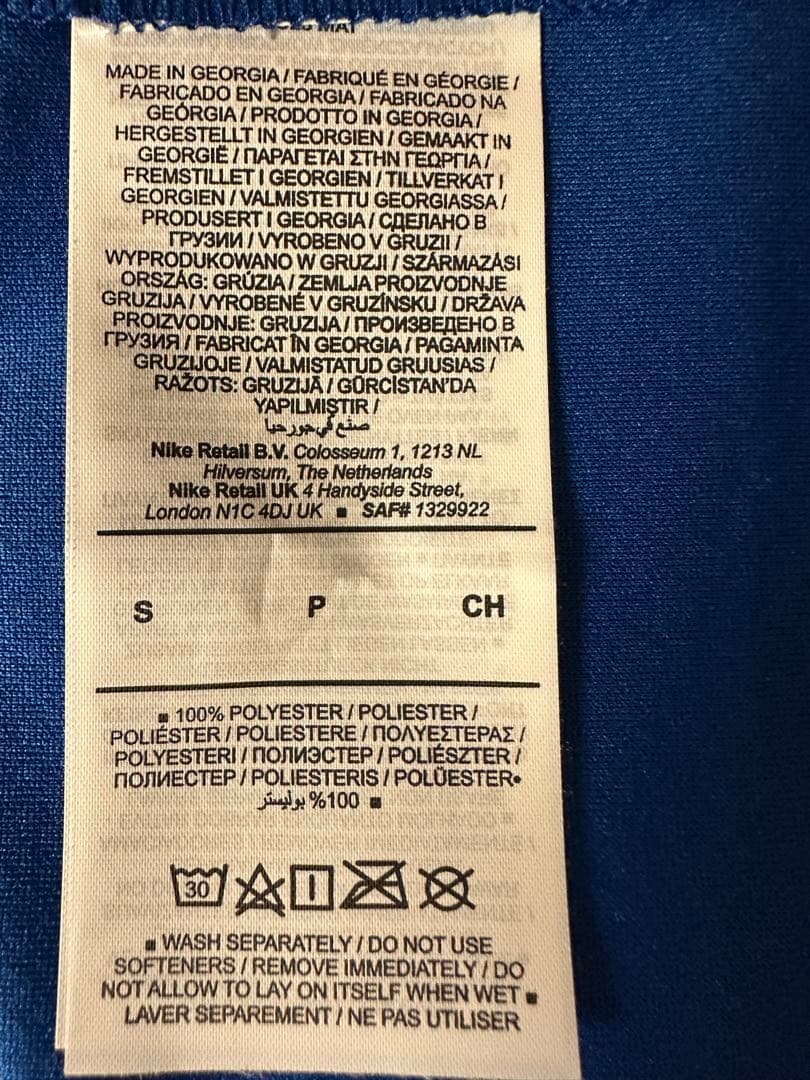 MADE IN GEORGIA / FABRIQUÉ EN GÉORGIE /
FABRICADO EN GEORGIA / FABRICADO NA
GEÓRGIA / PRODOTTO IN GEORGIA /
HERGESTELLT IN GEORGIEN / GEMAAKT IN
GEORGIË / ΠΑΡΑΓΕΤΑΙ ΣΤΗΝ ΓΕΩΡΓΙΑ /
FREMSTILLET I GEORGIEN / TILLVERKAT I
GEORGIEN / VALMISTETTU GEORGIASSA /
PRODUSERT I GEORGIA / СДЕЛАНО В
ГРУЗИИ / VYROBENO V GRUZII /
WYPRODUKOWANO W GRUZJI / SZÁRMAZÁSI
ORSZÁG: GRÚZIA / ZEMLJA PROIZVODNJE
GRUZIJA / VYROBENÉ V GRUZÍNSKU / DRŽAVA
PROIZVODNJE: GRUZIJA / ПРОИЗВЕДЕНО В
ГРУЗИЯ / FABRICAT ÎN GEORGIA / PAGAMINTA
GRUZIJOJE / VALMISTATUD GRUUSIAS /
RAŽOTS: GRUZIJĀ / GÜRCİSTAN'DA
YAPILMIŞTIR /
صنع في جورجيا
Nike Retail B.V. Colosseum 1, 1213 NL
Hilversum, The Netherlands
Nike Retail UK 4 Handyside Street,
London N1C 4DJ UK ■ SAF# 1329922
S P CH
■ 100% POLYESTER / POLIESTER /
POLIÉSTER / POLIESTERE / ΠΟΛΥΕΣΤΕΡΑΣ /
POLYESTERI / ПОЛИЭСТЕР / POLIÉSZTER /
ПОЛИЕСТЕР / POLIESTERIS / POLÜESTER•
■ 100% بوليستر
30
■ WASH SEPARATELY / DO NOT USE
SOFTENERS / REMOVE IMMEDIATELY / DO
NOT ALLOW TO LAY ON ITSELF WHEN WET ■
LAVER SEPAREMENT / NE PAS UTILISER